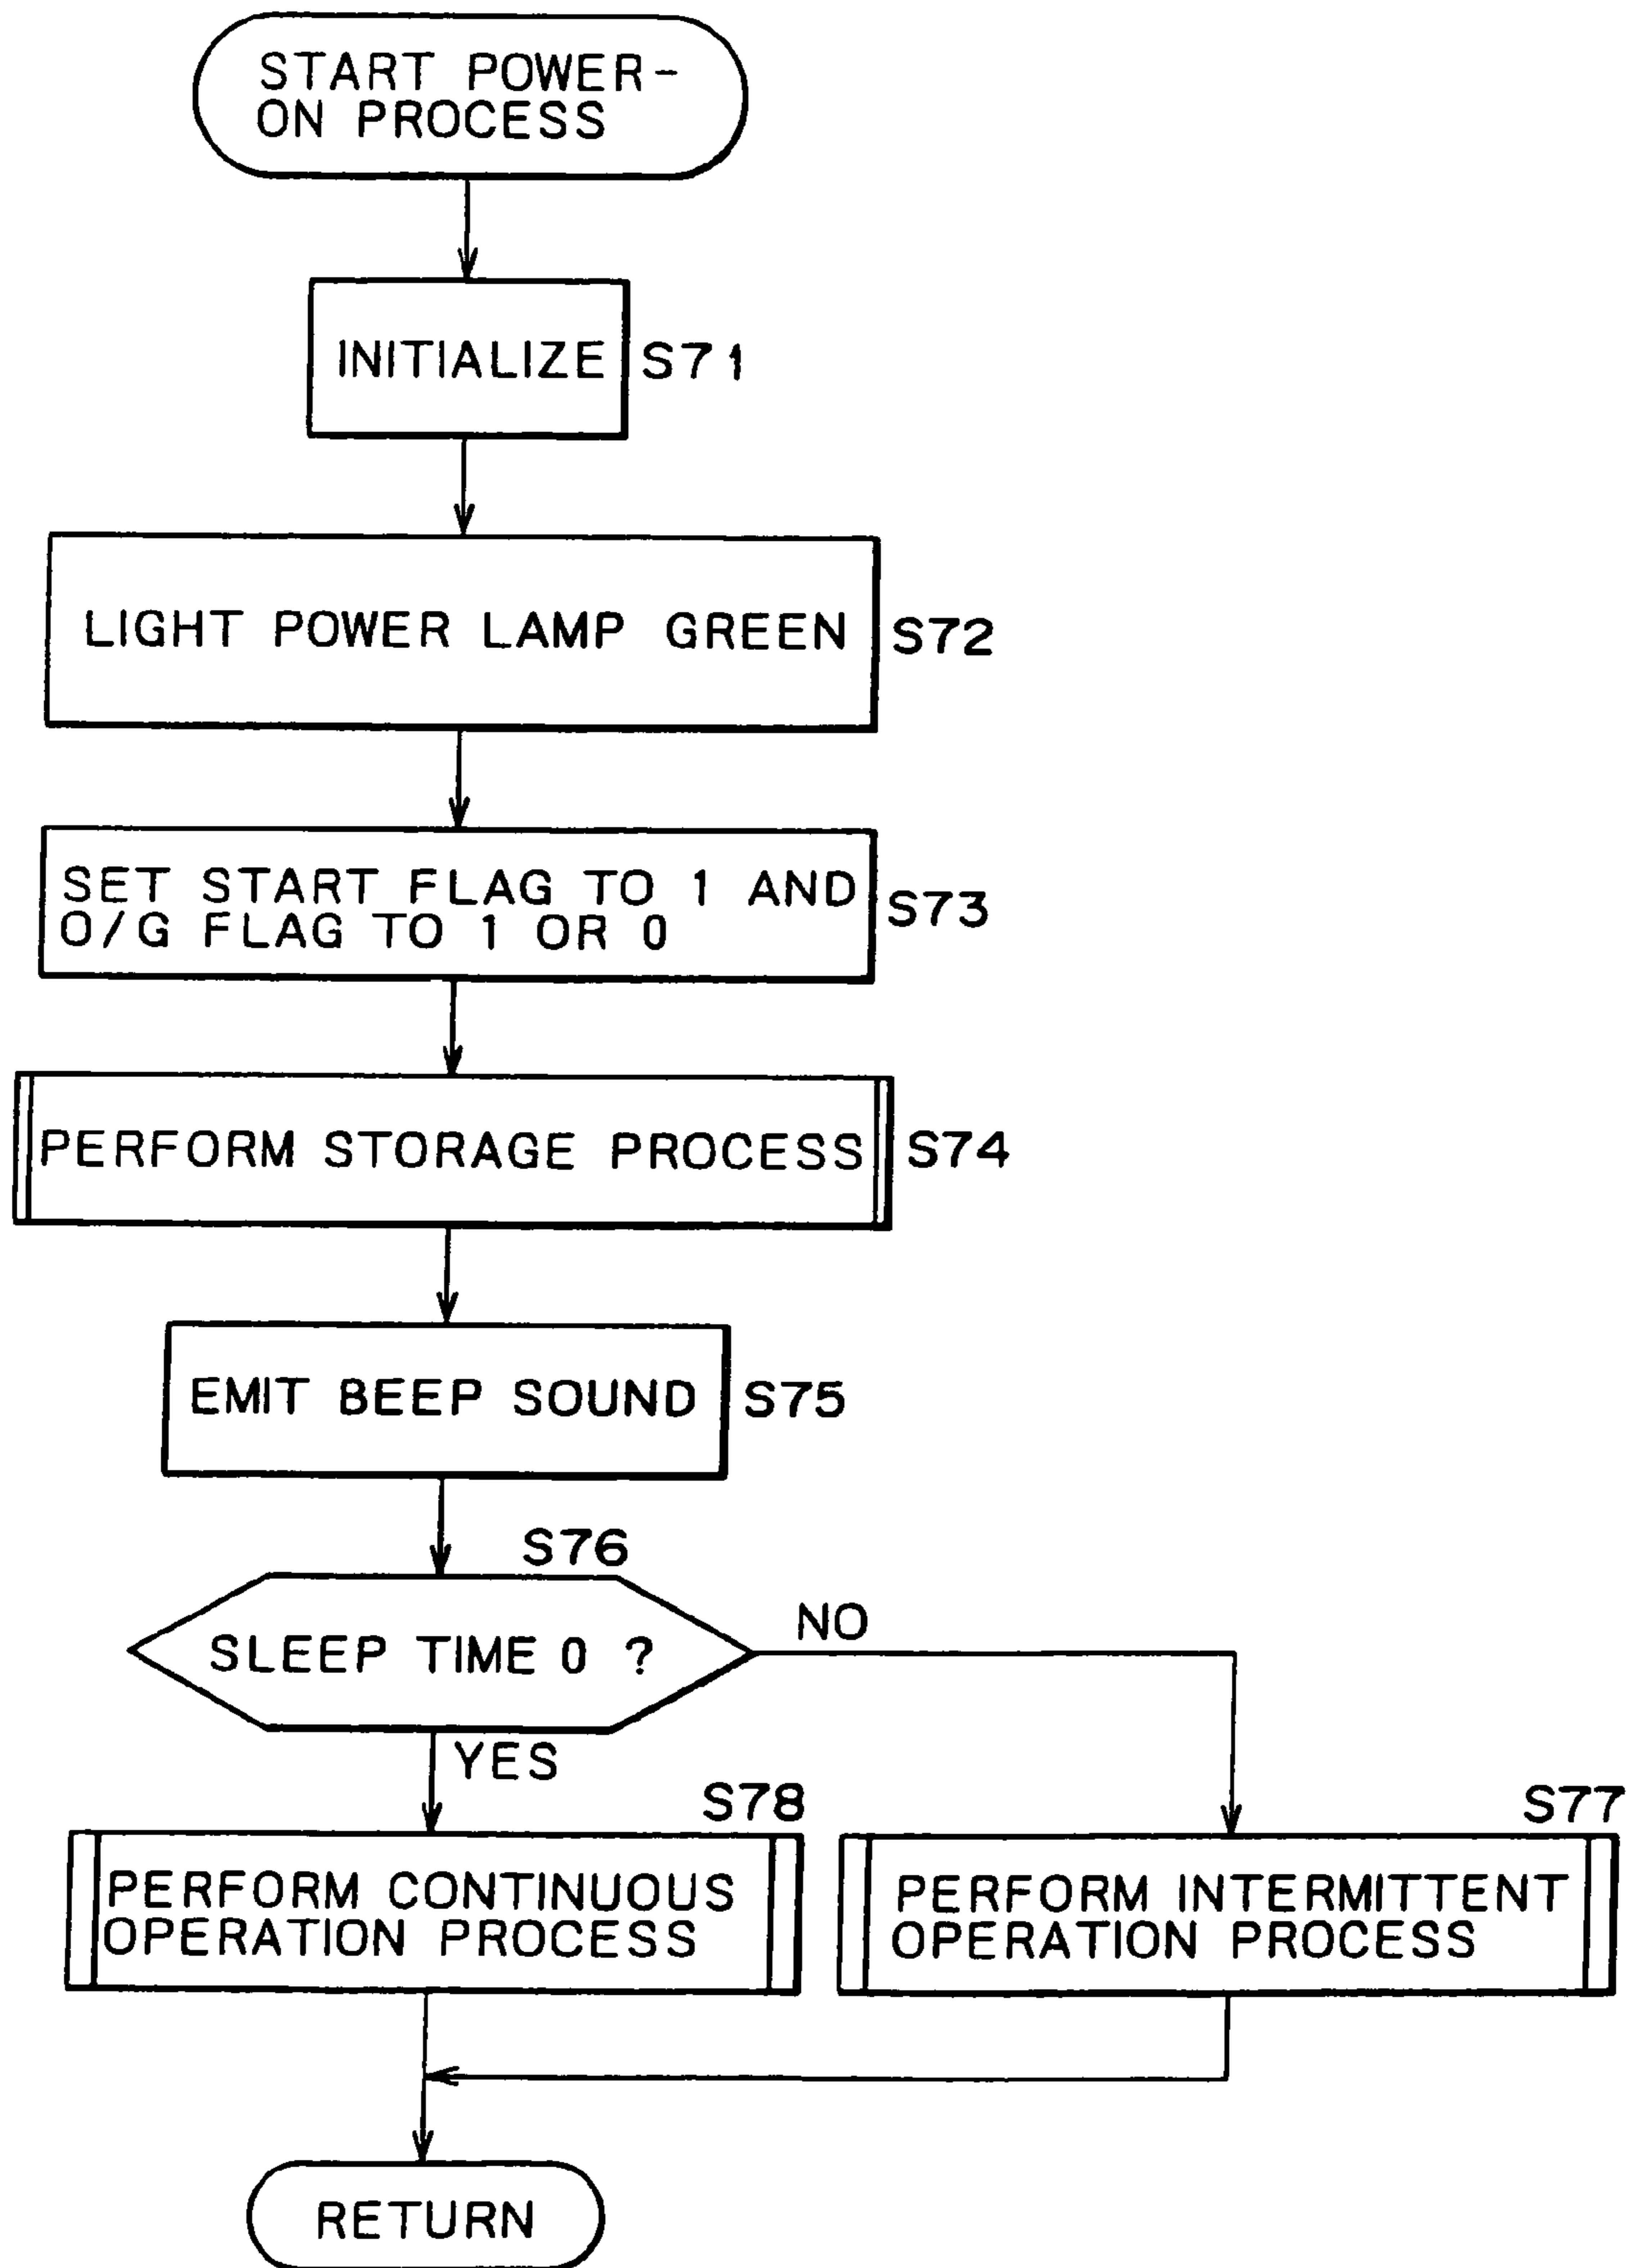 START POWER-
ON PROCESS
INITIALIZE S71
LIGHT POWER LAMP GREEN S72
SET START FLAG TO 1 AND
O/G FLAG TO 1 OR 0
S73
PERFORM STORAGE PROCESS S74
EMIT BEEP SOUND S75
S76
SLEEP TIME 0 ?
NO
YES
S78
PERFORM CONTINUOUS
OPERATION PROCESS
S77
PERFORM INTERMITTENT
OPERATION PROCESS
RETURN